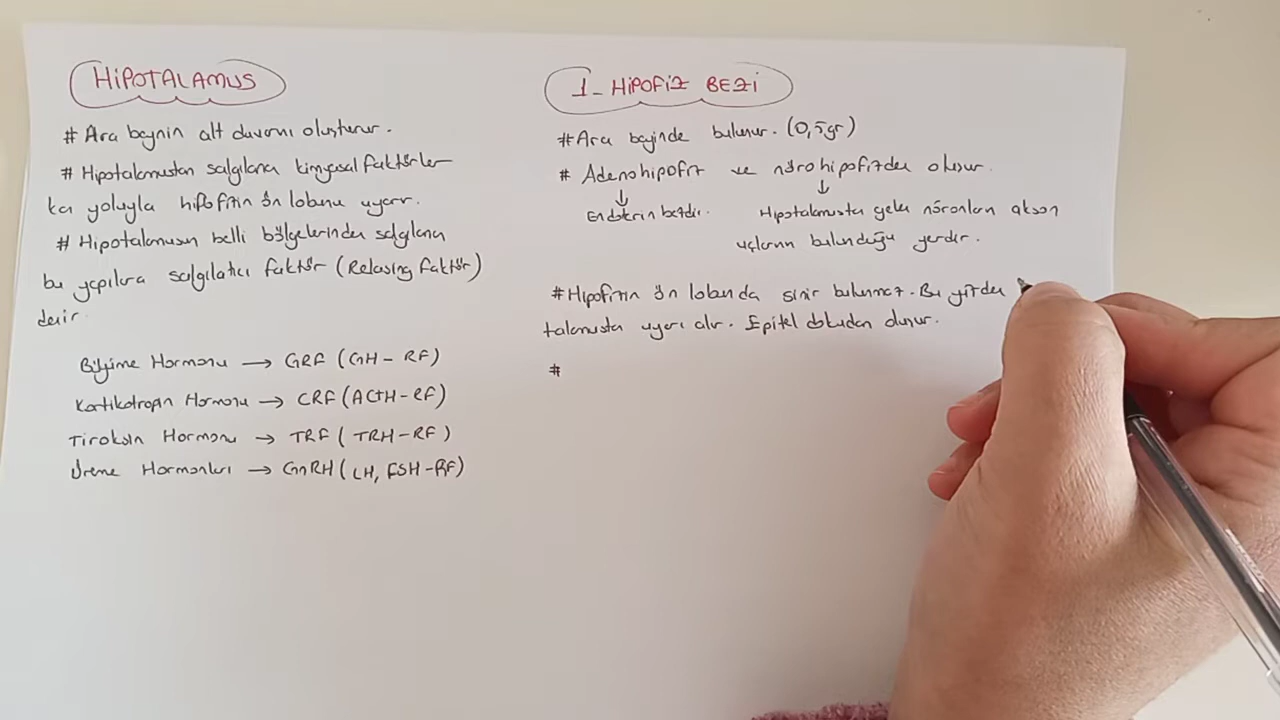 HİPOTALAMUS
# Ara beynin alt duvarını oluşturur.
# Hipotalamustan salgılanan kimyasal faktörler
kan yoluyla hipofizin ön lobunu uyarır.
# Hipotalamusun belli bölgelerinden salgılanan
bu yapılara salgılatıcı faktör (Relasing faktör)
denir.
Büyüme Hormonu → GRF (GH - RF)
Kortikotropin Hormonu → CRF (ACTH-RF)
Tiroksin Hormonu → TRF (TRH-RF)
Üreme Hormonları → GnRH (LH, FSH-RF)
1- HİPOFİZ BEZİ
# Ara beyinde bulunur. (0,5gr)
# Adenohipofiz ve nörohipofizden oluşur.
↓ ↓
Endokrin bezdir. Hipotalamustan gelen nöronların akson
uçlarının bulunduğu yerdir.
# Hipofizin ön lobunda sinir bulunmaz. Bu yüzden
talamustan uyarı alır. Epitel dokudan oluşur.
#